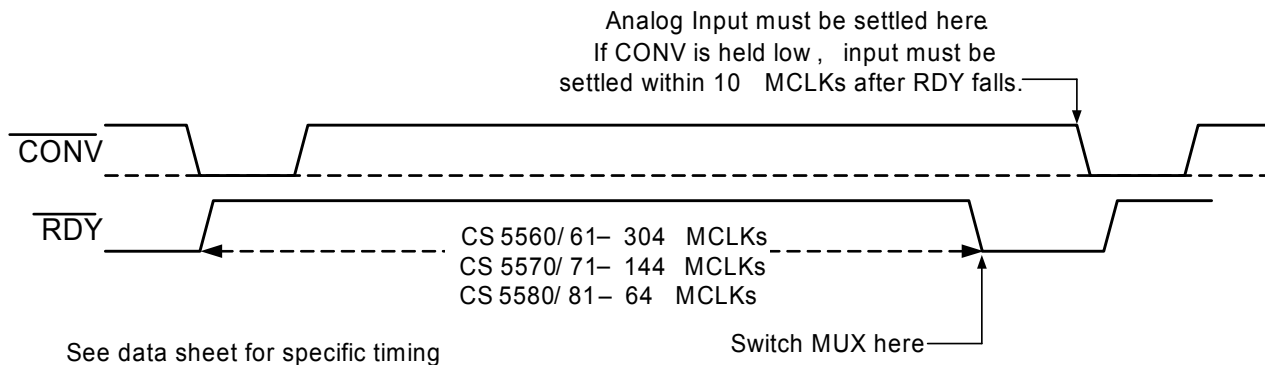 Analog Input must be settled here.
If CONV is held low , input must be
settled within 10 MCLKs after RDY falls.
CONV
RDY
CS 5560/ 61– 304 MCLKs
CS 5570/ 71– 144 MCLKs
CS 5580/ 81– 64 MCLKs
Switch MUX here
See data sheet for specific timing